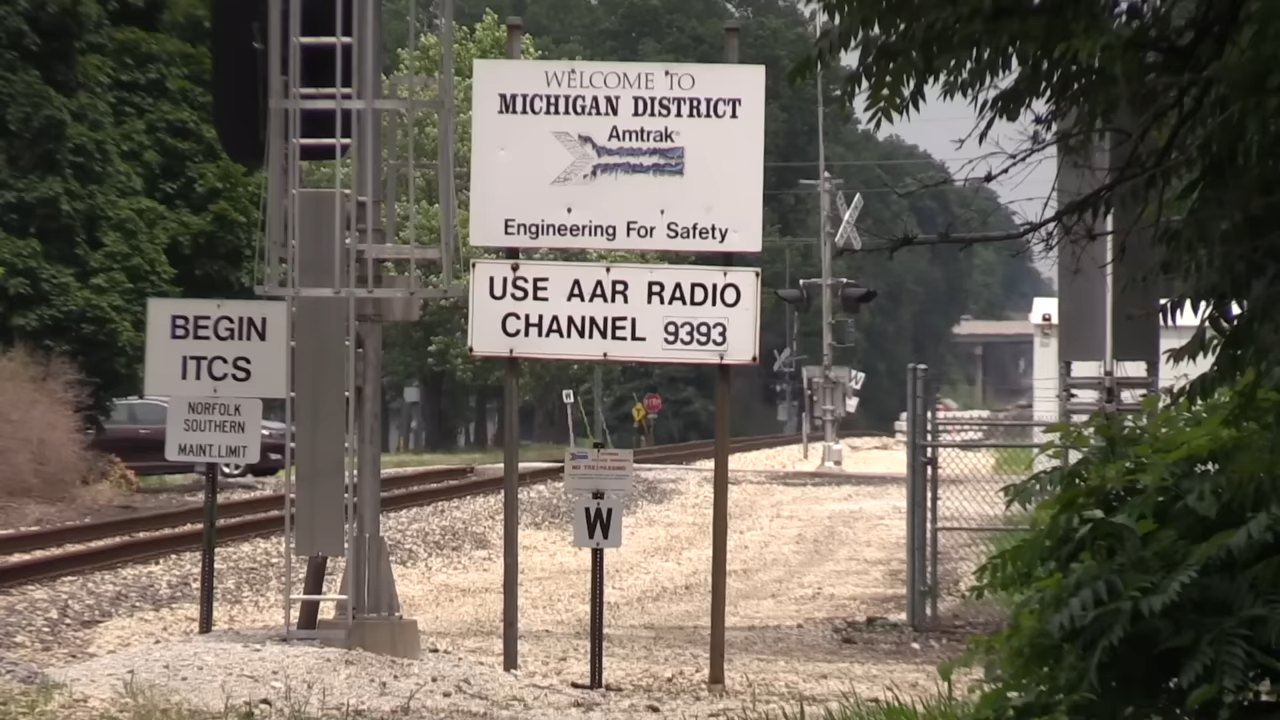 WELCOME TO
MICHIGAN DISTRICT
Amtrak
Engineering For Safety
USE AAR RADIO
CHANNEL 9393
BEGIN
ITCS
NORFOLK
SOUTHERN
MAINT. LIMIT
W
STOP
NO TRESPASSING
W